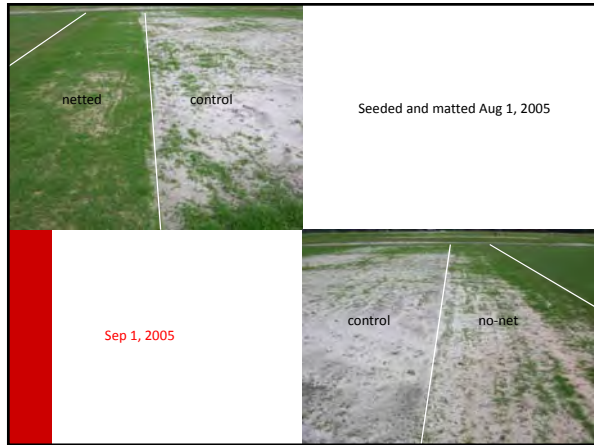 netted
control
Seeded and matted Aug 1, 2005
Sep 1, 2005
control
no-net